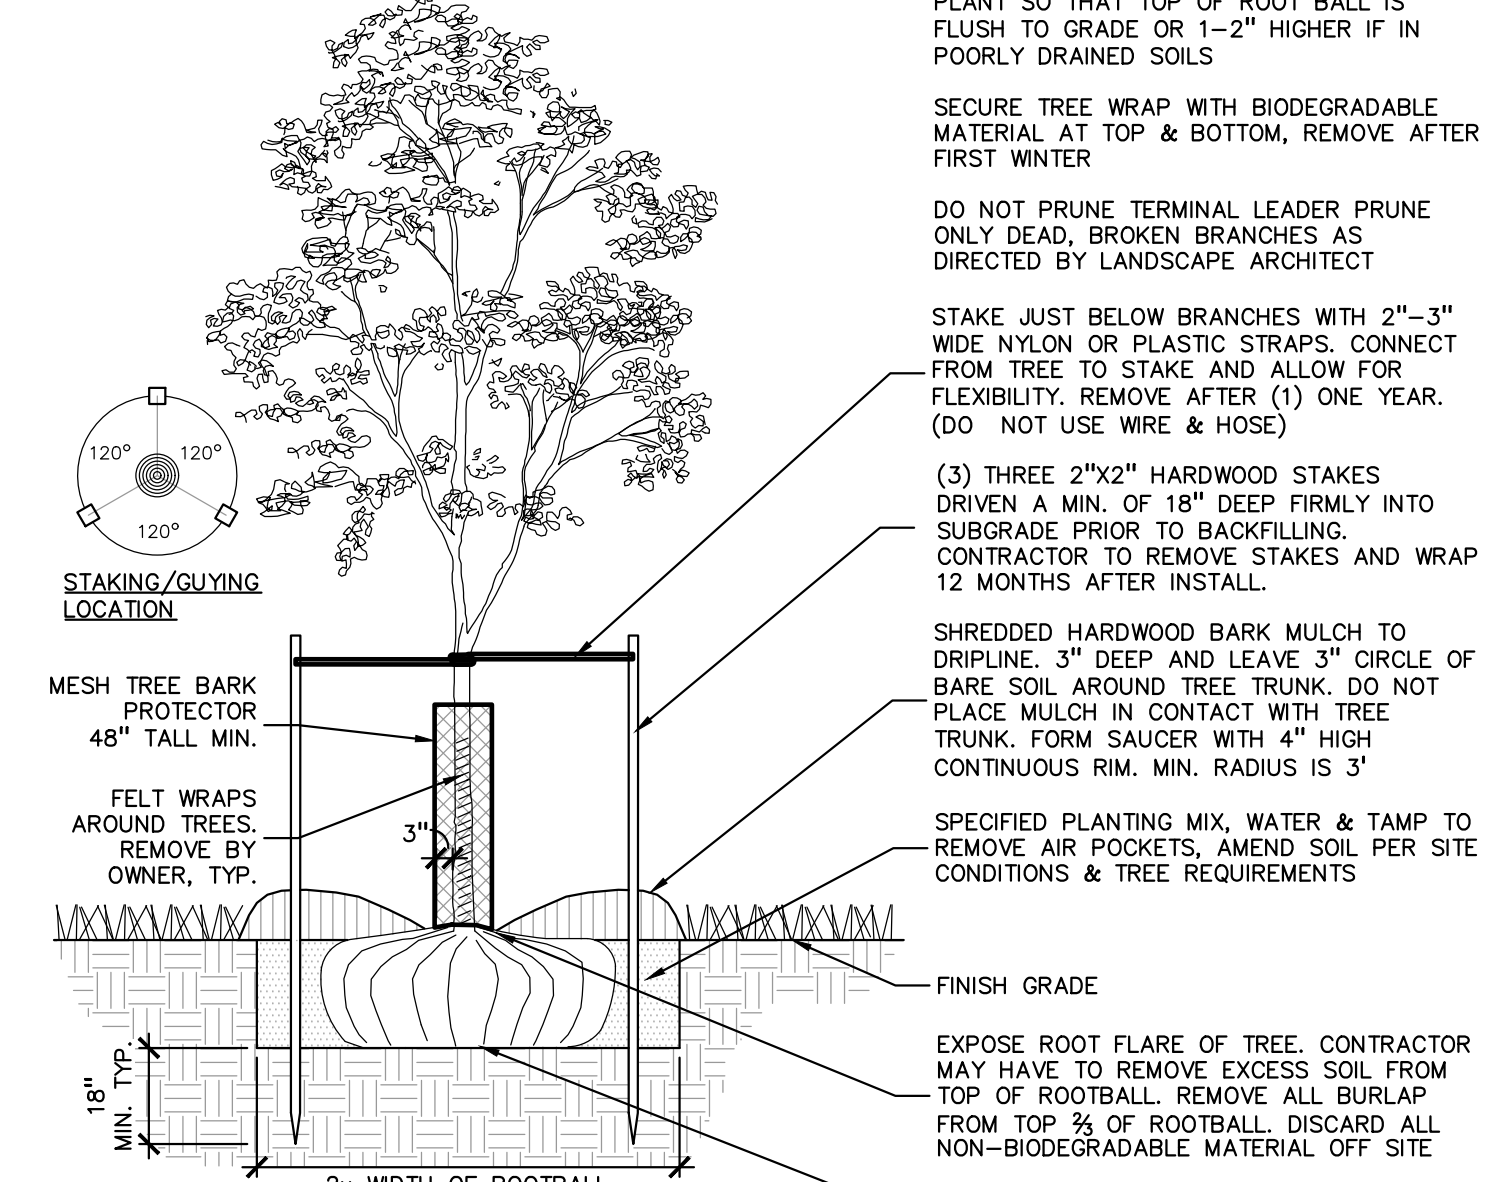 PLANT SO THAT TOP OF ROOT BALL IS
FLUSH TO GRADE OR 1-2" HIGHER IF IN
POORLY DRAINED SOILS
SECURE TREE WRAP WITH BIODEGRADABLE
MATERIAL AT TOP & BOTTOM, REMOVE AFTER
FIRST WINTER
DO NOT PRUNE TERMINAL LEADER PRUNE
ONLY DEAD, BROKEN BRANCHES AS
DIRECTED BY LANDSCAPE ARCHITECT
STAKE JUST BELOW BRANCHES WITH 2"-3"
WIDE NYLON OR PLASTIC STRAPS. CONNECT
FROM TREE TO STAKE AND ALLOW FOR
FLEXIBILITY. REMOVE AFTER (1) ONE YEAR.
(DO NOT USE WIRE & HOSE)
(3) THREE 2"X2" HARDWOOD STAKES
DRIVEN A MIN. OF 18" DEEP FIRMLY INTO
SUBGRADE PRIOR TO BACKFILLING.
CONTRACTOR TO REMOVE STAKES AND WRAP
12 MONTHS AFTER INSTALL.
SHREDDED HARDWOOD BARK MULCH TO
DRIPLINE. 3" DEEP AND LEAVE 3" CIRCLE OF
BARE SOIL AROUND TREE TRUNK. DO NOT
PLACE MULCH IN CONTACT WITH TREE
TRUNK. FORM SAUCER WITH 4" HIGH
CONTINUOUS RIM. MIN. RADIUS IS 3'
SPECIFIED PLANTING MIX, WATER & TAMP TO
REMOVE AIR POCKETS, AMEND SOIL PER SITE
CONDITIONS & TREE REQUIREMENTS
FINISH GRADE
EXPOSE ROOT FLARE OF TREE. CONTRACTOR
MAY HAVE TO REMOVE EXCESS SOIL FROM
TOP OF ROOTBALL. REMOVE ALL BURLAP
FROM TOP ⅔ OF ROOTBALL. DISCARD ALL
NON-BIODEGRADABLE MATERIAL OFF SITE
120° 120°
120°
STAKING/GUYING
LOCATION
MESH TREE BARK
PROTECTOR
48" TALL MIN.
FELT WRAPS
AROUND TREES.
REMOVE BY
OWNER, TYP.
3"
18"
MIN. TYP.
WIDTH OF ROOTBALL